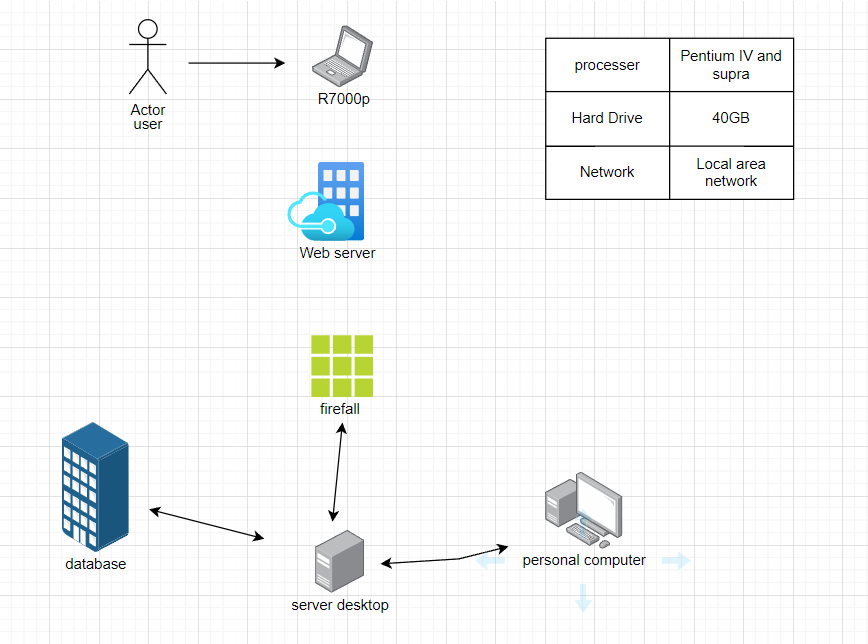 Actor
user
R7000p
processer
Pentium IV and
supra
Hard Drive
40GB
Network
Local area
network
Web server
firefall
database
server desktop
personal computer